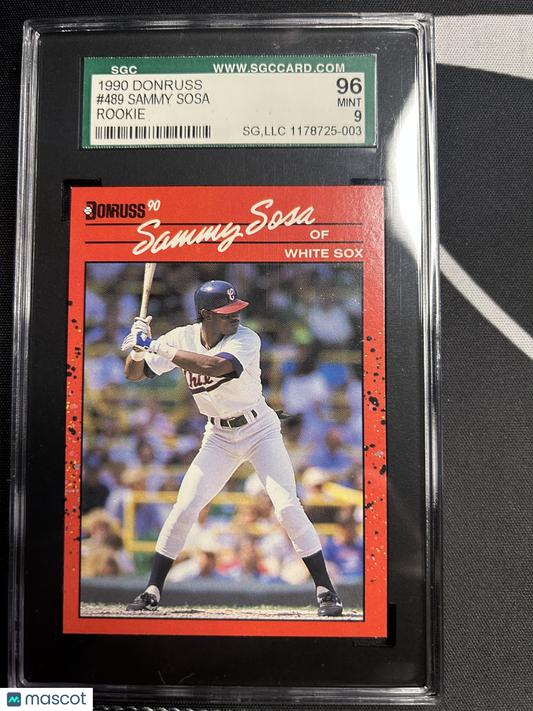 SGC WWW.SGCCARD.COM
1990 DONRUSS 96
#489 SAMMY SOSA MINT
ROOKIE 9
SG,LLC 1178725-003
DONRUSS 90
Sammy Sosa
OF
WHITE SOX
mascot